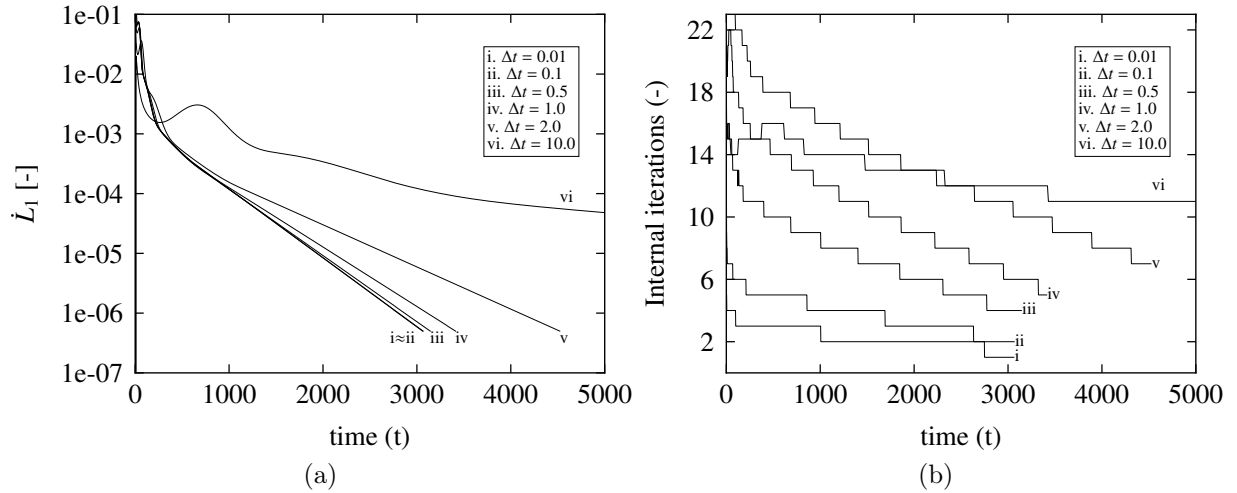 1e-01
1e-02
1e-03
1e-04
1e-05
1e-06
1e-07
L̇1 [-]
i. Δt = 0.01
ii. Δt = 0.1
iii. Δt = 0.5
iv. Δt = 1.0
v. Δt = 2.0
vi. Δt = 10.0
vi
i≈ii iii iv v
0 1000 2000 3000 4000 5000
time (t)
(a)
22
18
14
10
6
2
Internal iterations (-)
i. Δt = 0.01
ii. Δt = 0.1
iii. Δt = 0.5
iv. Δt = 1.0
v. Δt = 2.0
vi. Δt = 10.0
vi
v
iv
iii
ii
i
0 1000 2000 3000 4000 5000
time (t)
(b)